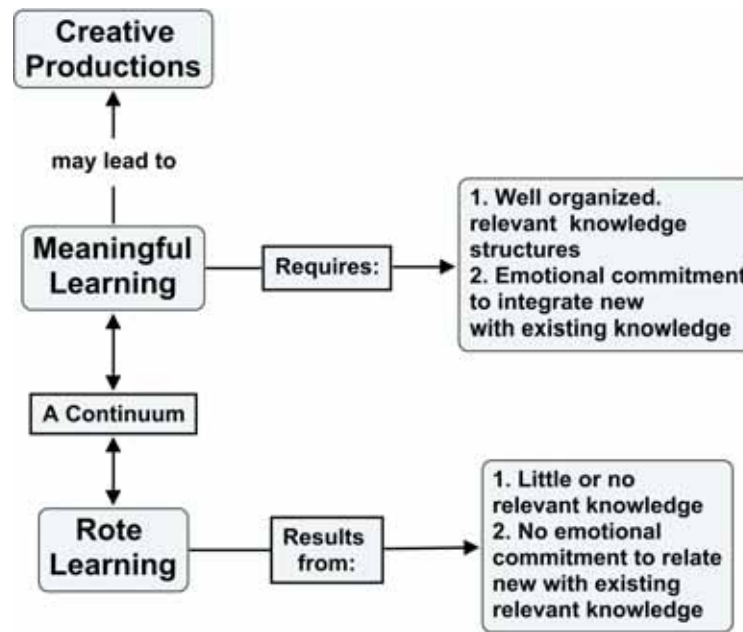 Creative
Productions
may lead to
Meaningful
Learning
Requires:
1. Well organized.
relevant knowledge
structures
2. Emotional commitment
to integrate new
with existing knowledge
A Continuum
Rote
Learning
Results
from:
1. Little or no
relevant knowledge
2. No emotional
commitment to relate
new with existing
relevant knowledge